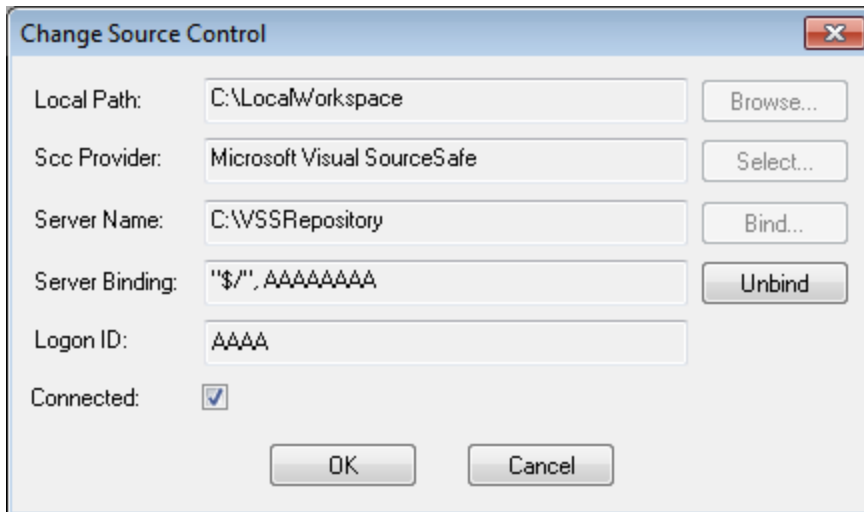 Change Source Control
Local Path: C:\LocalWorkspace Browse...
Scc Provider: Microsoft Visual SourceSafe Select...
Server Name: C:\VSSRepository Bind...
Server Binding: "$/", AAAAAAAA Unbind
Logon ID: AAAA
Connected:
OK Cancel